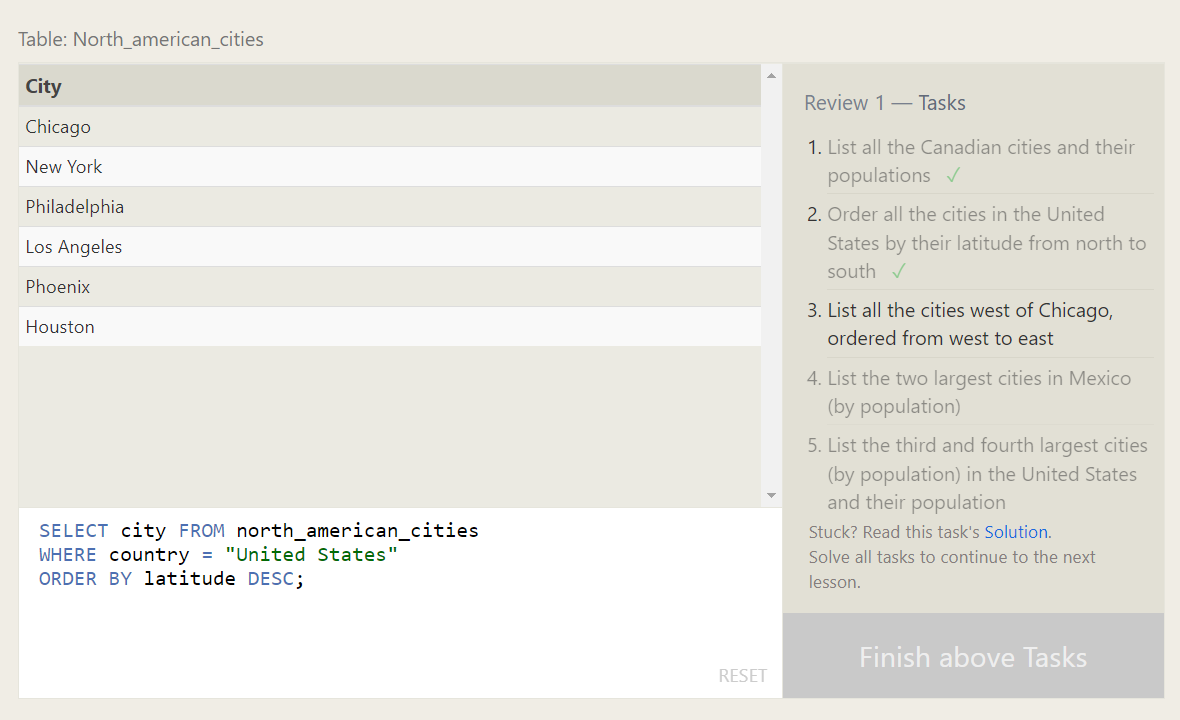 Table: North_american_cities
City
Chicago
New York
Philadelphia
Los Angeles
Phoenix
Houston
SELECT city FROM north_american_cities
WHERE country = "United States"
ORDER BY latitude DESC;
RESET
Review 1 — Tasks
1. List all the Canadian cities and their
populations ✓
2. Order all the cities in the United
States by their latitude from north to
south ✓
3. List all the cities west of Chicago,
ordered from west to east
4. List the two largest cities in Mexico
(by population)
5. List the third and fourth largest cities
(by population) in the United States
and their population
Stuck? Read this task's Solution.
Solve all tasks to continue to the next
lesson.
Finish above Tasks